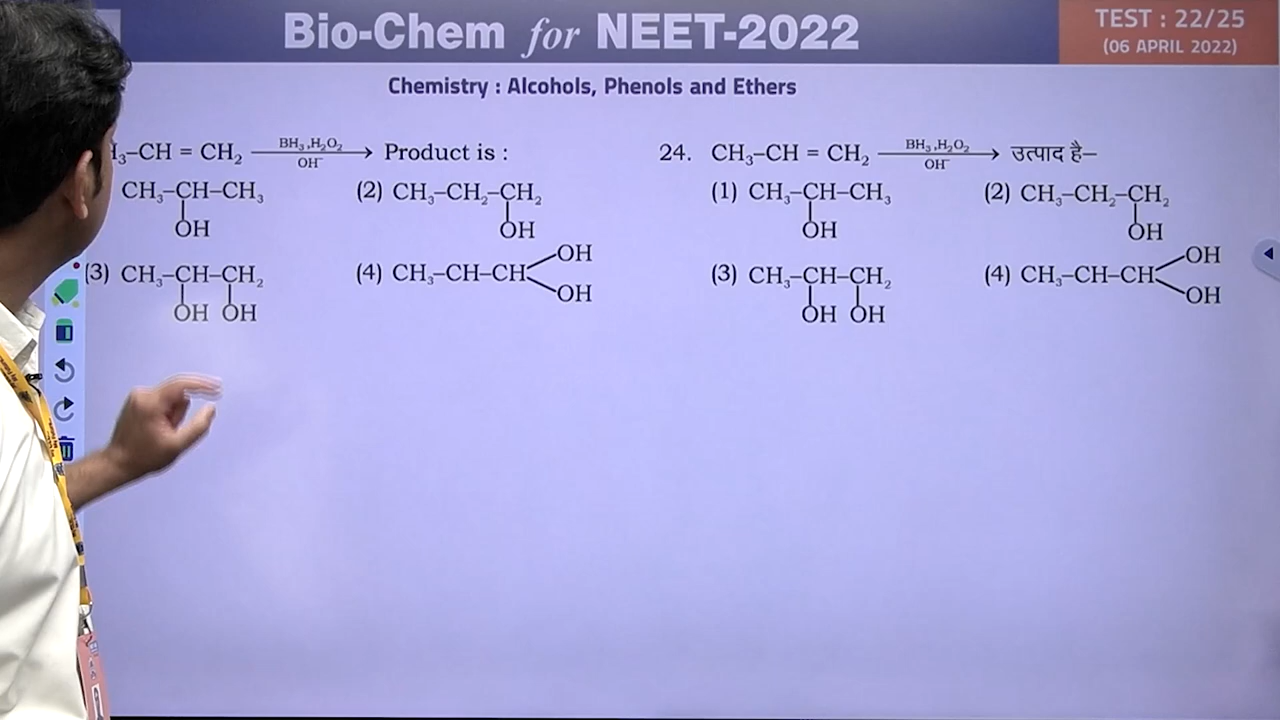 Bio-Chem for NEET-2022
TEST : 22/25
(06 APRIL 2022)
Chemistry : Alcohols, Phenols and Ethers
₃–CH = CH₂ BH₃,H₂O₂ OH⁻ → Product is :
CH₃–CH–CH₃
OH
(2) CH₃–CH₂–CH₂
OH
(3) CH₃–CH–CH₂
OH OH
(4) CH₃–CH–CH
OH
OH
24. CH₃–CH = CH₂ BH₃,H₂O₂ OH⁻ → उत्पाद है–
(1) CH₃–CH–CH₃
OH
(2) CH₃–CH₂–CH₂
OH
(3) CH₃–CH–CH₂
OH OH
(4) CH₃–CH–CH
OH
OH